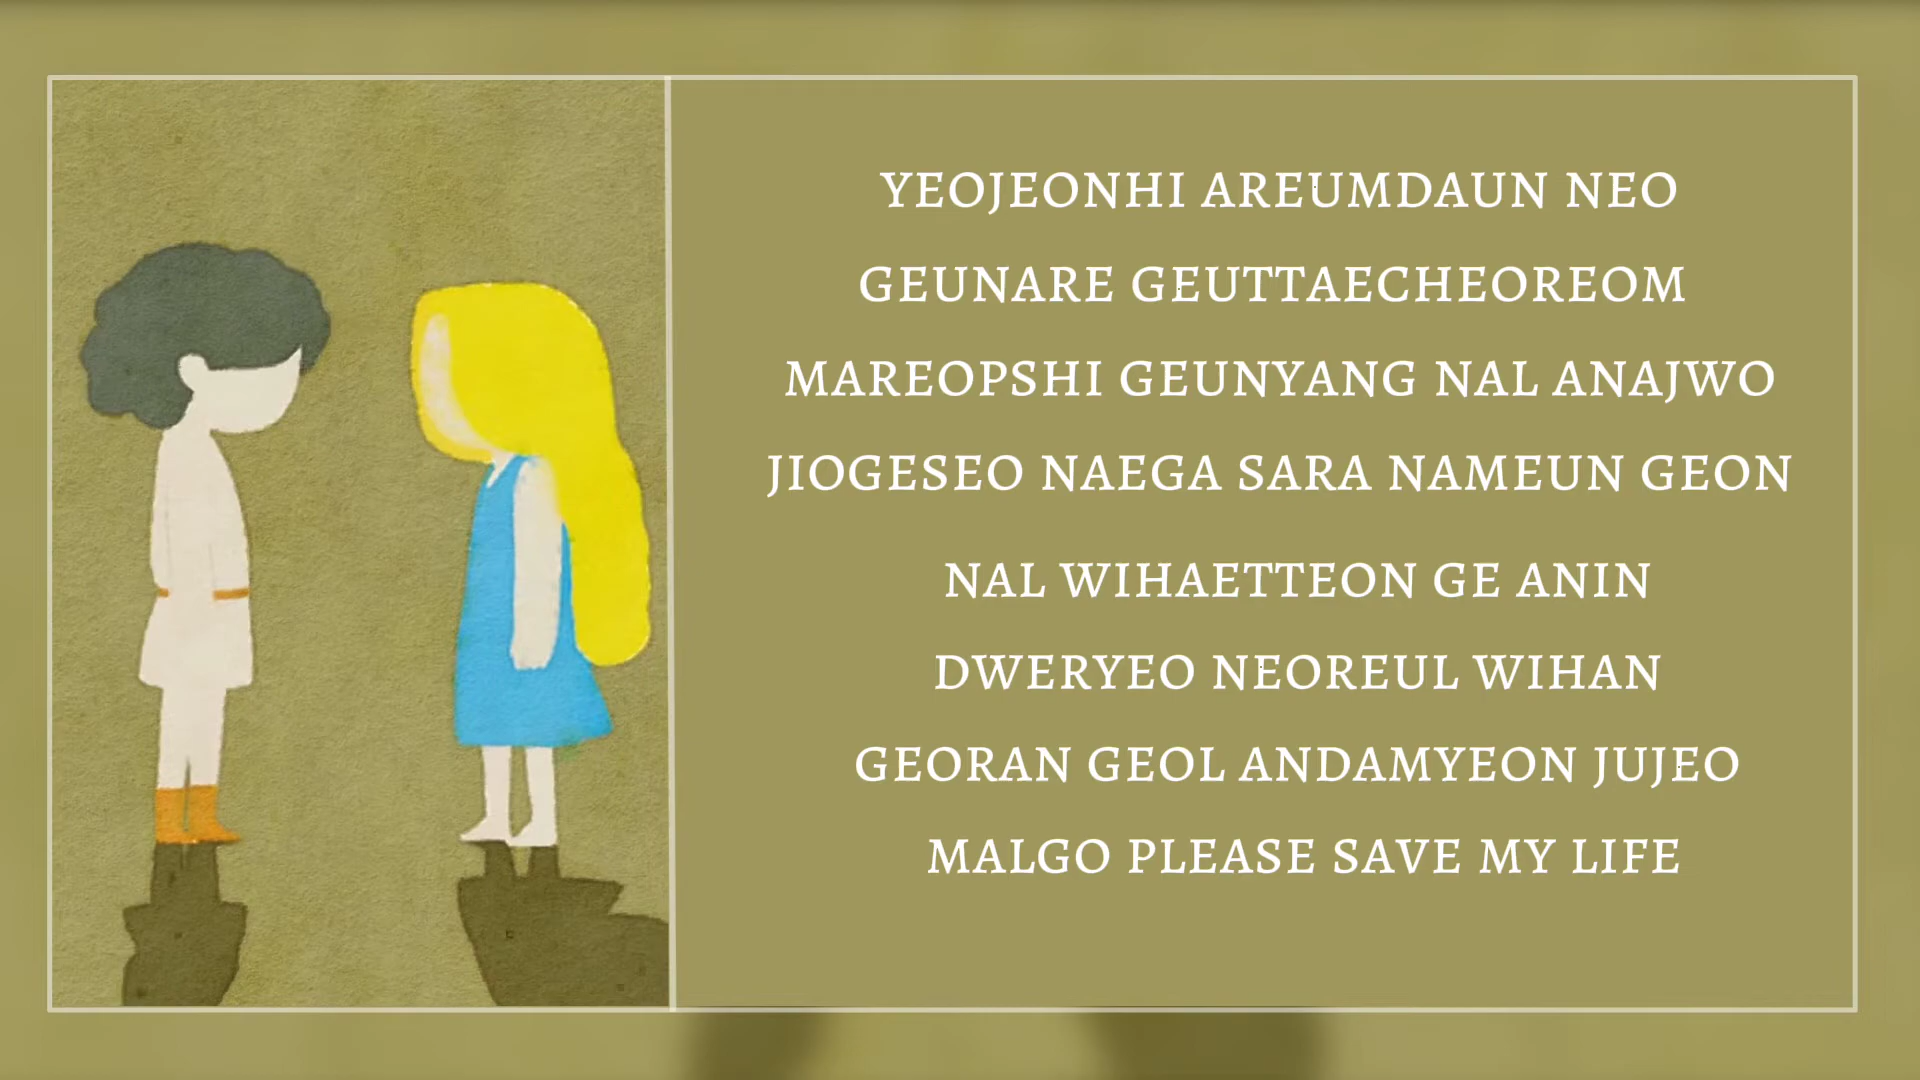 YEOJEONHI AREUMDAUN NEO
GEUNARE GEUTTAECHEOREOM
MAREOPSHI GEUNYANG NAL ANAJWO
JIOGESEO NAEGA SARA NAMEUN GEON
NAL WIHAETTEON GE ANIN
DWERYEO NEOREUL WIHAN
GEORAN GEOL ANDAMYEON JUJEO
MALGO PLEASE SAVE MY LIFE